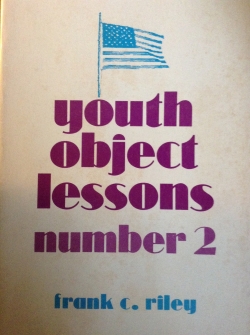 youth
object
lessons
number 2
frank c. riley